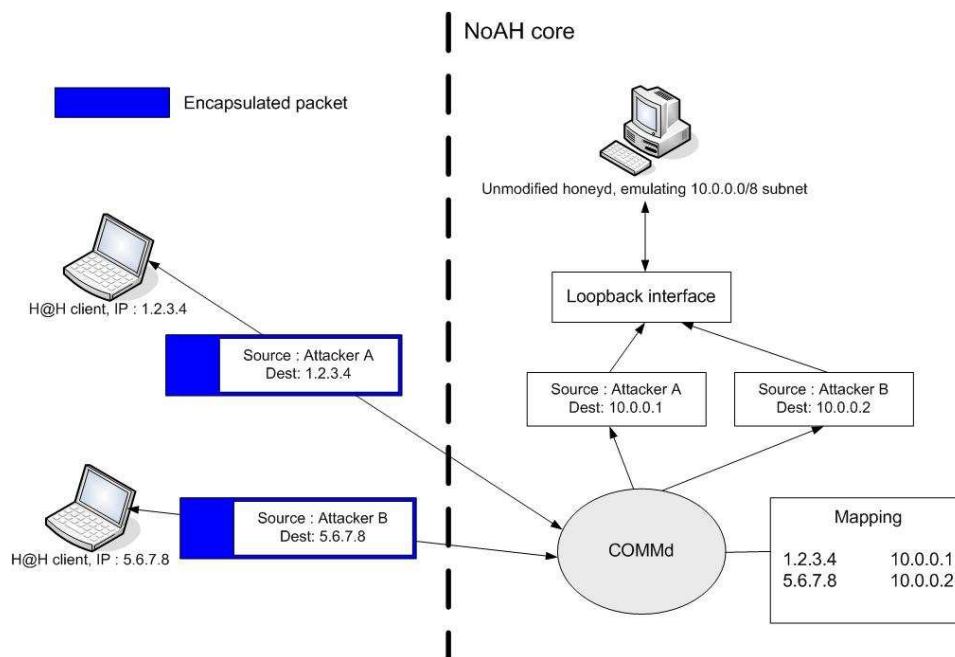 NoAH core
Encapsulated packet
Unmodified honeyd, emulating 10.0.0.0/8 subnet
H@H client, IP : 1.2.3.4
Loopback interface
Source : Attacker A
Dest: 1.2.3.4
Source : Attacker A
Dest: 10.0.0.1
Source : Attacker B
Dest: 10.0.0.2
H@H client, IP : 5.6.7.8
Source : Attacker B
Dest: 5.6.7.8
COMMd
Mapping
1.2.3.4 10.0.0.1
5.6.7.8 10.0.0.2